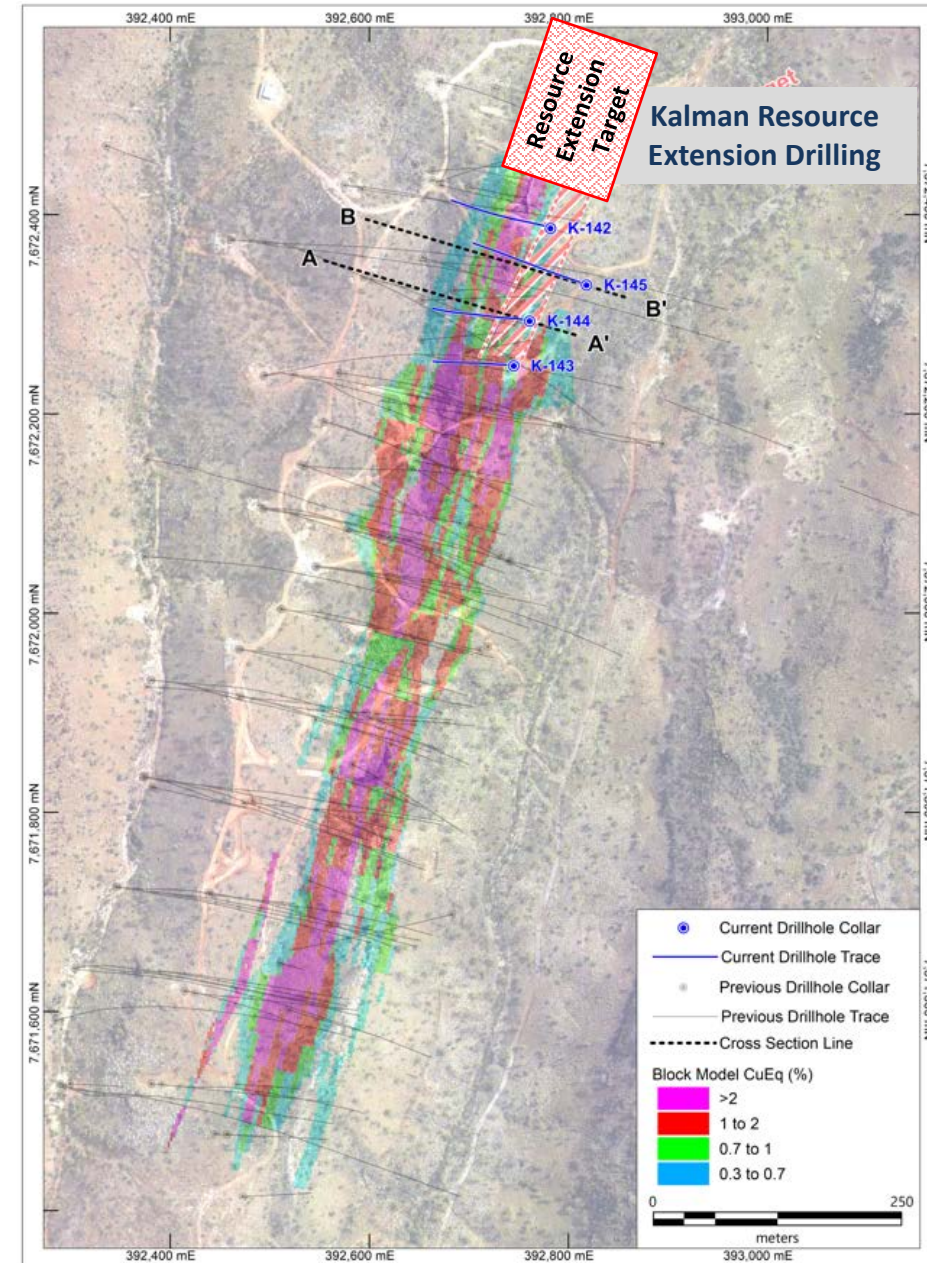 392,400 mE
392,600 mE
392,800 mE
393,000 mE
Resource
Extension
Target
Kalman Resource
Extension Drilling
7,672,400 mN
7,672,200 mN
7,672,000 mN
7,671,800 mN
7,671,600 mN
B
A
K-142
K-145
B'
K-144
A'
K-143
Current Drillhole Collar
Current Drillhole Trace
Previous Drillhole Collar
Previous Drillhole Trace
Cross Section Line
Block Model CuEq (%)
>2
1 to 2
0.7 to 1
0.3 to 0.7
0
250
meters
392,400 mE
392,600 mE
392,800 mE
393,000 mE